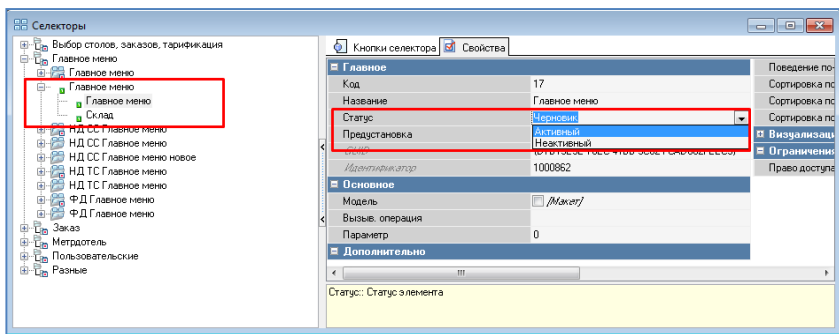 Селекторы
Выбор столов, заказов, тарификация
Главное меню
Главное меню
Главное меню
Главное меню
Склад
НД СС Главное меню
НД СС Главное меню
НД СС Главное меню новое
НД ТС Главное меню
НД ТС Главное меню
ФД Главное меню
ФД Главное меню
Заказ
Метрдотель
Пользовательские
Разные
Кнопки селектора Свойства
Главное
Код 17
Название Главное меню
Статус Черновик
Предустановка Активный
Неактивный
Идентификатор 1000862
Основное
Модель [Макет]
Вызыв. операция
Параметр 0
Дополнительно
Поведение по-
Сортировка по
Сортировка по
Сортировка по
Визуализаци
Ограничения
Право доступа
Статус:: Статус элемента